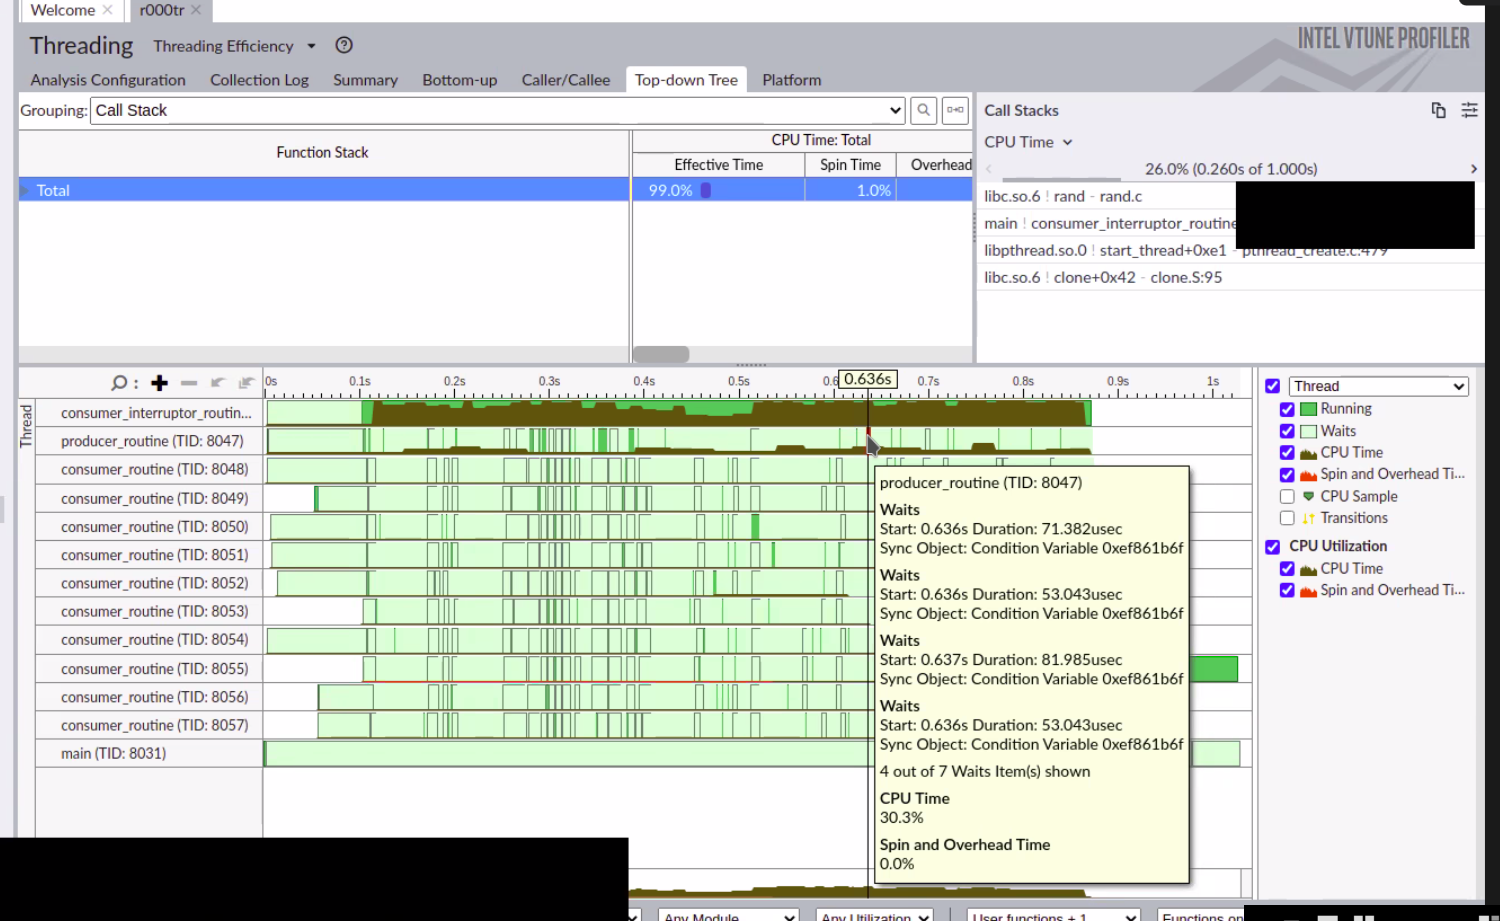 Welcome
r000tr
Threading
Threading Efficiency
INTEL VTUNE PROFILER
Analysis Configuration
Collection Log
Summary
Bottom-up
Caller/Callee
Top-down Tree
Platform
Grouping:
Call Stack
Function Stack
CPU Time: Total
Effective Time
Spin Time
Overhead
Total
99.0%
1.0%
Call Stacks
CPU Time
26.0% (0.260s of 1.000s)
libc.so.6 ! rand - rand.c
main ! consumer_interruptor_routine
libpthread.so.0 ! start_thread+0xe1 - pthread_create.c:479
libc.so.6 ! clone+0x42 - clone.S:95
0s
0.1s
0.2s
0.3s
0.4s
0.5s
0.6
0.636s
0.7s
0.8s
0.9s
1s
Thread
consumer_interruptor_routin...
producer_routine (TID: 8047)
consumer_routine (TID: 8048)
consumer_routine (TID: 8049)
consumer_routine (TID: 8050)
consumer_routine (TID: 8051)
consumer_routine (TID: 8052)
consumer_routine (TID: 8053)
consumer_routine (TID: 8054)
consumer_routine (TID: 8055)
consumer_routine (TID: 8056)
consumer_routine (TID: 8057)
main (TID: 8031)
producer_routine (TID: 8047)
Waits
Start: 0.636s Duration: 71.382usec
Sync Object: Condition Variable 0xef861b6f
Waits
Start: 0.636s Duration: 53.043usec
Sync Object: Condition Variable 0xef861b6f
Waits
Start: 0.637s Duration: 81.985usec
Sync Object: Condition Variable 0xef861b6f
Waits
Start: 0.636s Duration: 53.043usec
Sync Object: Condition Variable 0xef861b6f
4 out of 7 Waits Item(s) shown
CPU Time
30.3%
Spin and Overhead Time
0.0%
Thread
Running
Waits
CPU Time
Spin and Overhead Ti...
CPU Sample
Transitions
CPU Utilization
CPU Time
Spin and Overhead Ti...
Any Module
Any Utilization
User functions + 1
Functions on